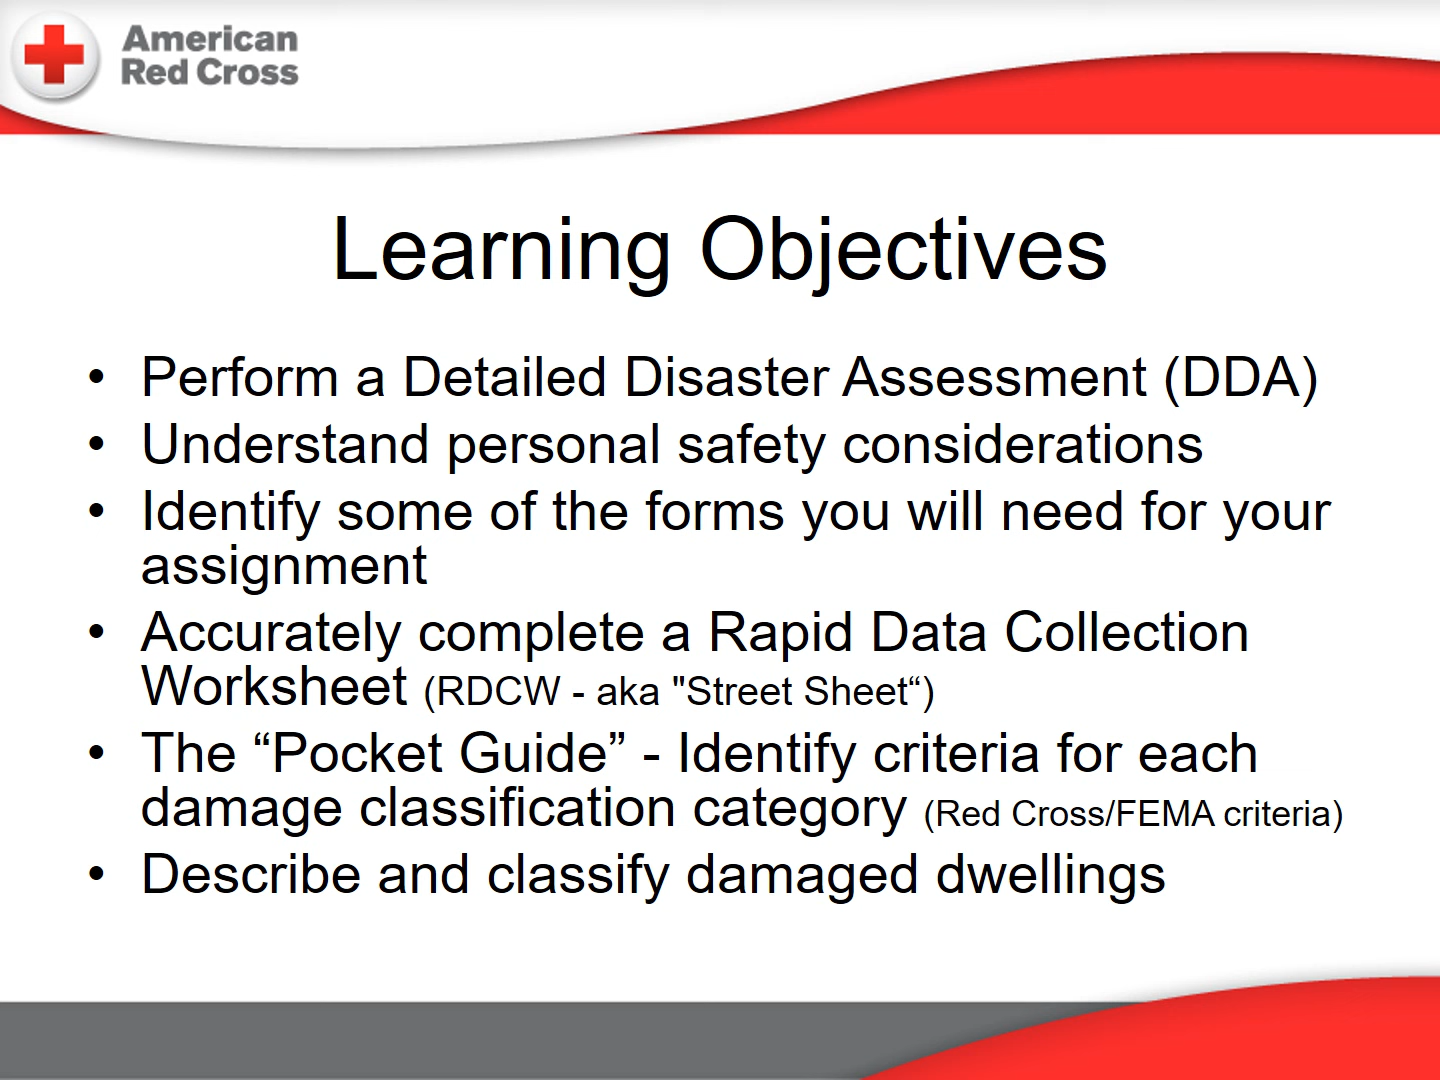 American
Red Cross
Learning Objectives
• Perform a Detailed Disaster Assessment (DDA)
• Understand personal safety considerations
• Identify some of the forms you will need for your
assignment
• Accurately complete a Rapid Data Collection
Worksheet (RDCW - aka "Street Sheet“)
• The “Pocket Guide” - Identify criteria for each
damage classification category (Red Cross/FEMA criteria)
• Describe and classify damaged dwellings